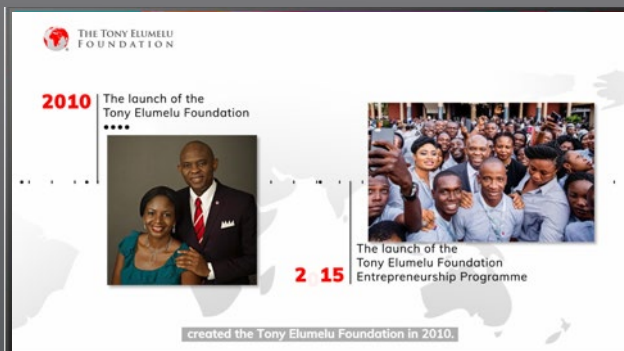 THE TONY ELUMELU
FOUNDATION
2010
The launch of the
Tony Elumelu Foundation
2015
The launch of the
Tony Elumelu Foundation
Entrepreneurship Programme
created the Tony Elumelu Foundation in 2010.